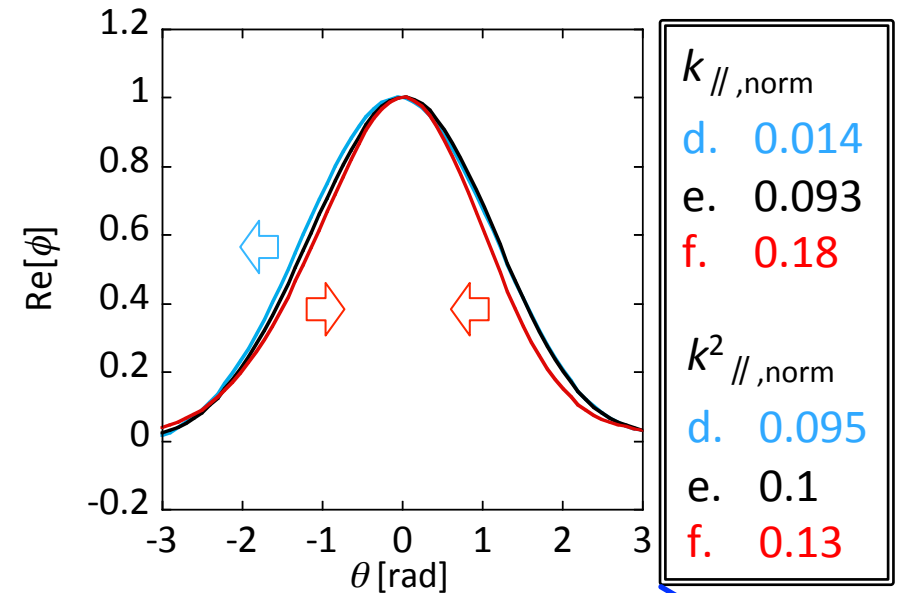 1.2
1
0.8
0.6
0.4
0.2
0
-0.2
Re[ϕ]
-3 -2 -1 0 1 2 3
θ [rad]
k //,norm
d. 0.014
e. 0.093
f. 0.18
k² //,norm
d. 0.095
e. 0.1
f. 0.13